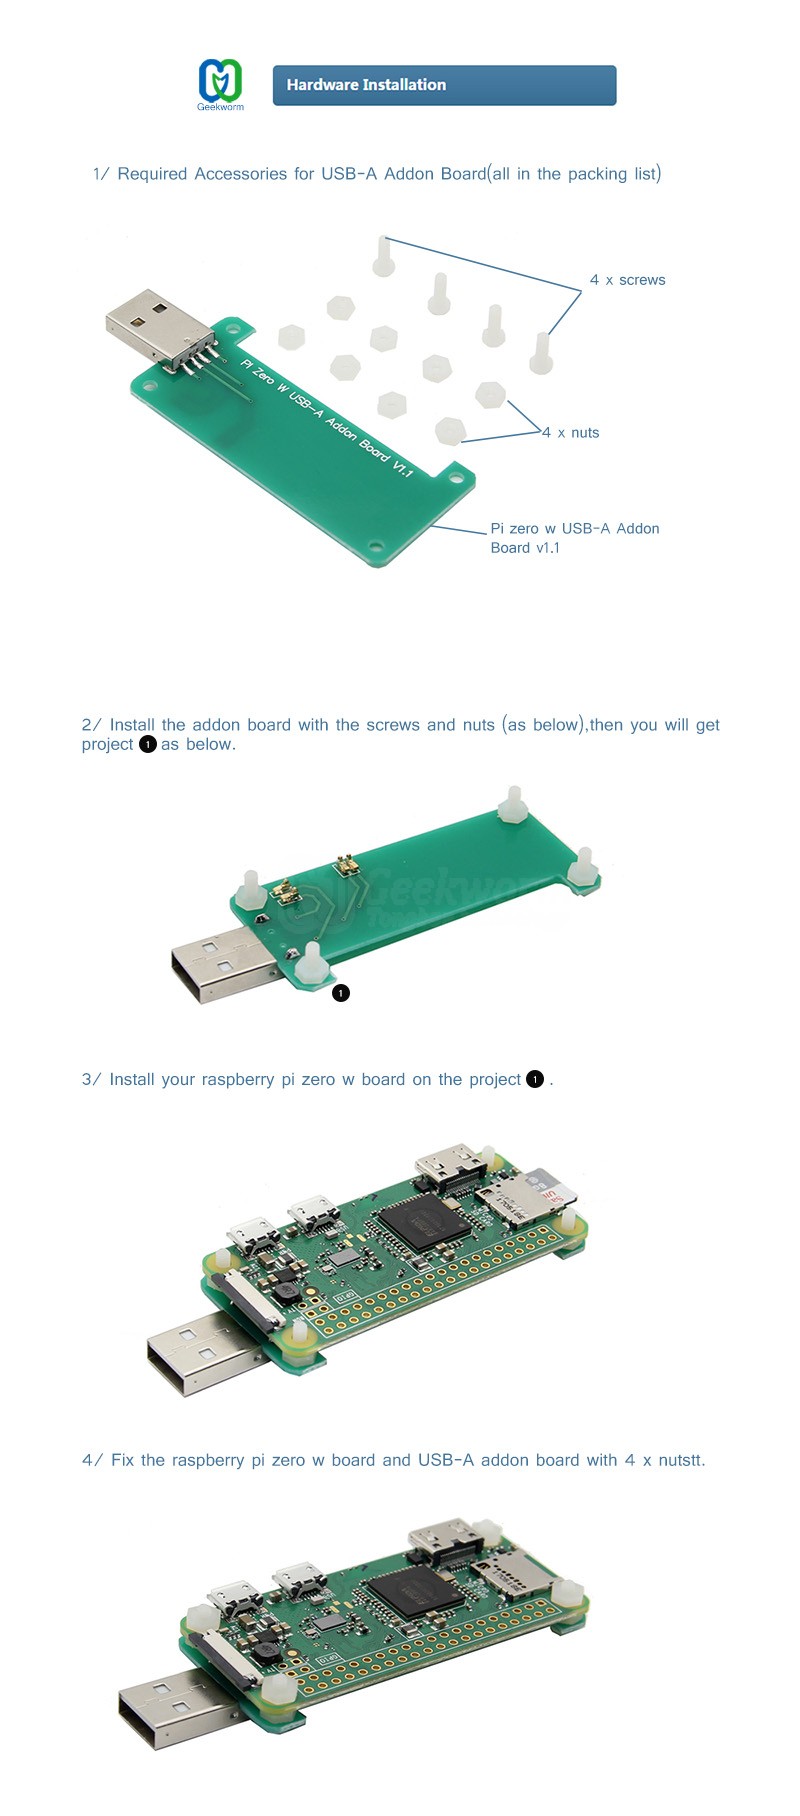 Geekworm
Hardware Installation
1/ Required Accessories for USB-A Addon Board(all in the packing list)
4 x screws
Pi Zero W USB-A Addon Board V1.1
4 x nuts
Pi zero w USB-A Addon
Board v1.1
2/ Install the addon board with the screws and nuts (as below),then you will get
project 1 as below.
Geekworm
1
3/ Install your raspberry pi zero w board on the project 1 .
GPIO
4/ Fix the raspberry pi zero w board and USB-A addon board with 4 x nutstt.
GPIO